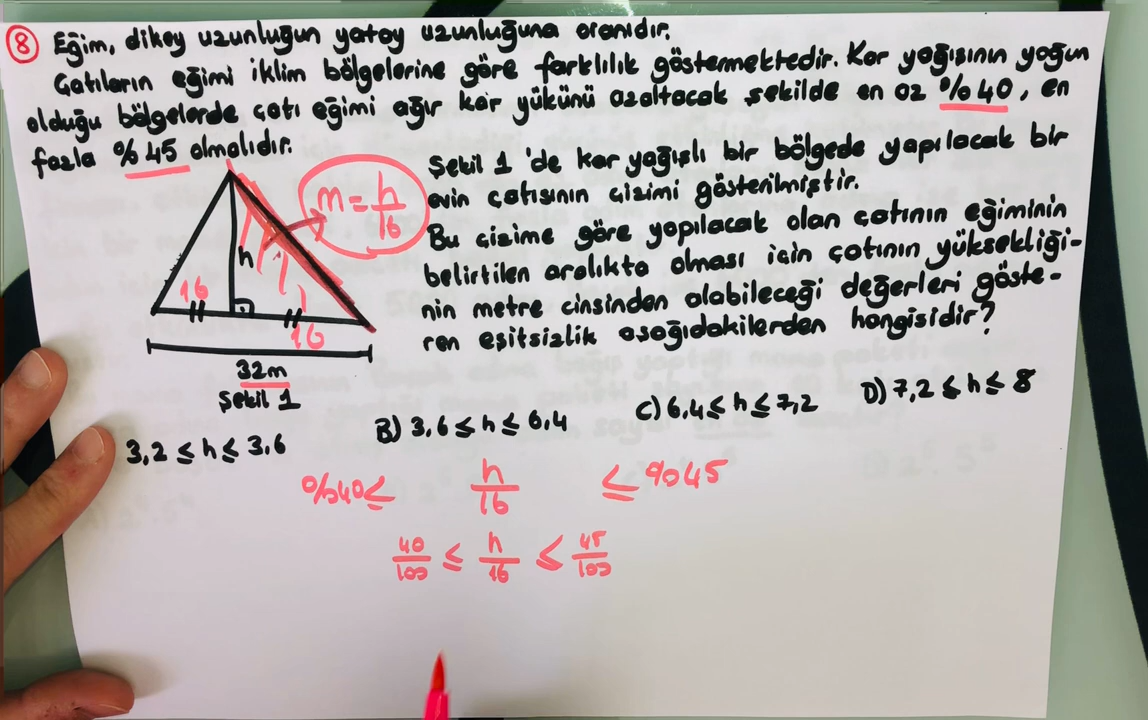 8 Eğim, dikey uzunluğun yatay uzunluğuna oranıdır.
Çatıların eğimi iklim bölgelerine göre farklılık göstermektedir. Kar yağışının yoğun
olduğu bölgelerde çatı eğimi ağır kar yükünü azaltacak şekilde en az %40, en
fazla %45 olmalıdır.
Şekil 1'de kar yağışlı bir bölgede yapılacak bir
evin çatısının çizimi gösterilmiştir.
Bu çizime göre yapılacak olan çatının eğiminin
belirtilen aralıkta olması için çatının yüksekliği-
nin metre cinsinden alabileceği değerleri göste-
ren eşitsizlik aşağıdakilerden hangisidir?
m = h/16
h
16
16
32m
Şekil 1
3,2 ≤ h ≤ 3,6
B) 3,6 ≤ h ≤ 6,4
C) 6,4 ≤ h ≤ 7,2
D) 7,2 ≤ h ≤ 8
%40 ≤ h/16 ≤ %45
40/100 ≤ h/16 ≤ 45/100